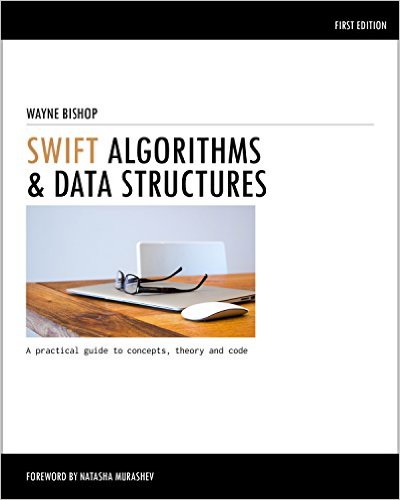 FIRST EDITION
WAYNE BISHOP
SWIFT ALGORITHMS
& DATA STRUCTURES
A practical guide to concepts, theory and code
FOREWORD BY NATASHA MURASHEV